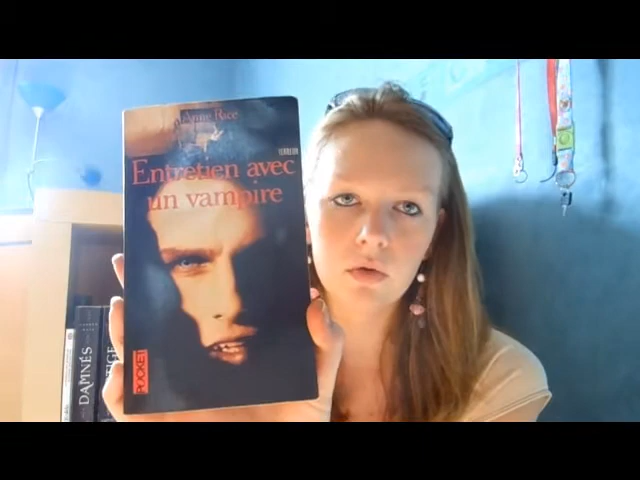 Anne Rice
TERREUR
Entretien avec
un vampire
POCKET
DAMNÉS